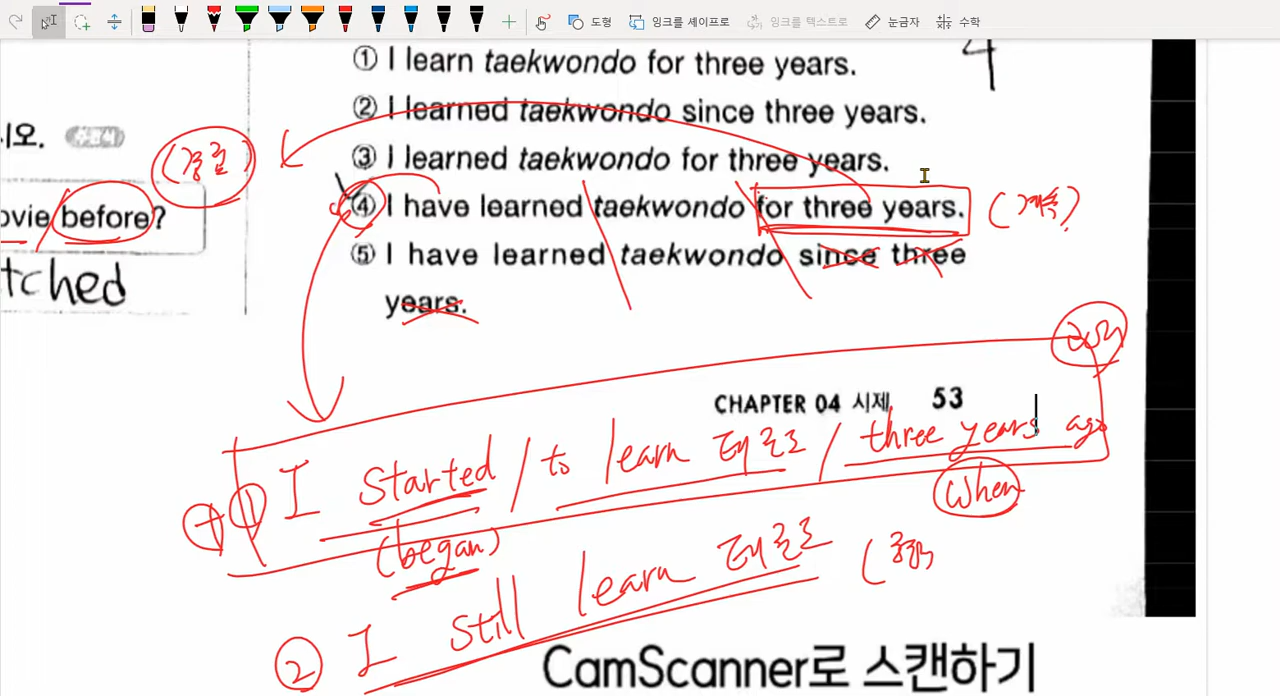 도형
잉크를 셰이프로
잉크를 텍스트로
눈금자
수학
① I learn taekwondo for three years.
4
② I learned taekwondo since three years.
시오.
③ I learned taekwondo for three years.
④ I have learned taekwondo for three years.
(계속?)
ovie before?
⑤ I have learned taekwondo since three
years.
tched
CHAPTER 04 시제 53
① I started / to learn 태권도 / three years ago
when
(began)
② I still learn 태권도
CamScanner로 스캔하기